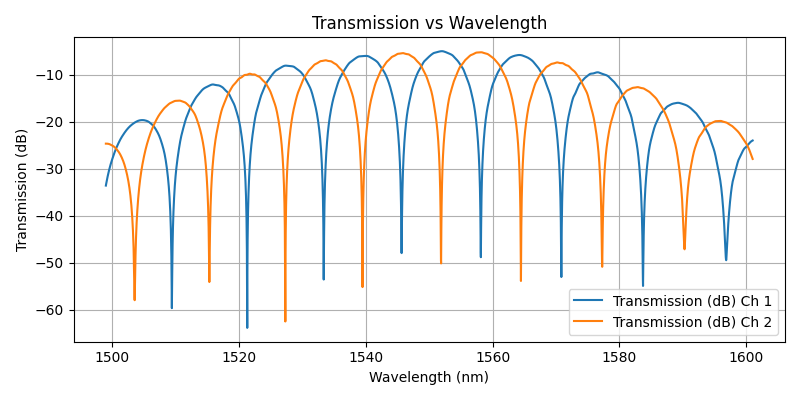 Transmission vs Wavelength
Transmission (dB)
−10
−20
−30
−40
−50
−60
Transmission (dB) Ch 1
Transmission (dB) Ch 2
1500 1520 1540 1560 1580 1600
Wavelength (nm)